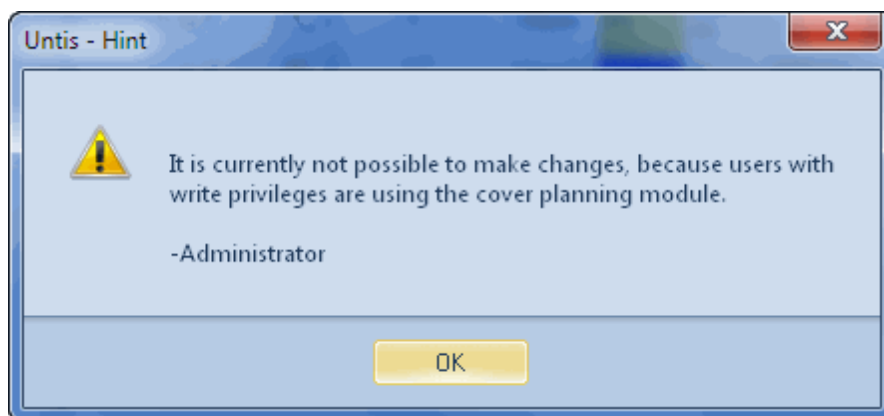 Untis - Hint
It is currently not possible to make changes, because users with
write privileges are using the cover planning module.
-Administrator
OK